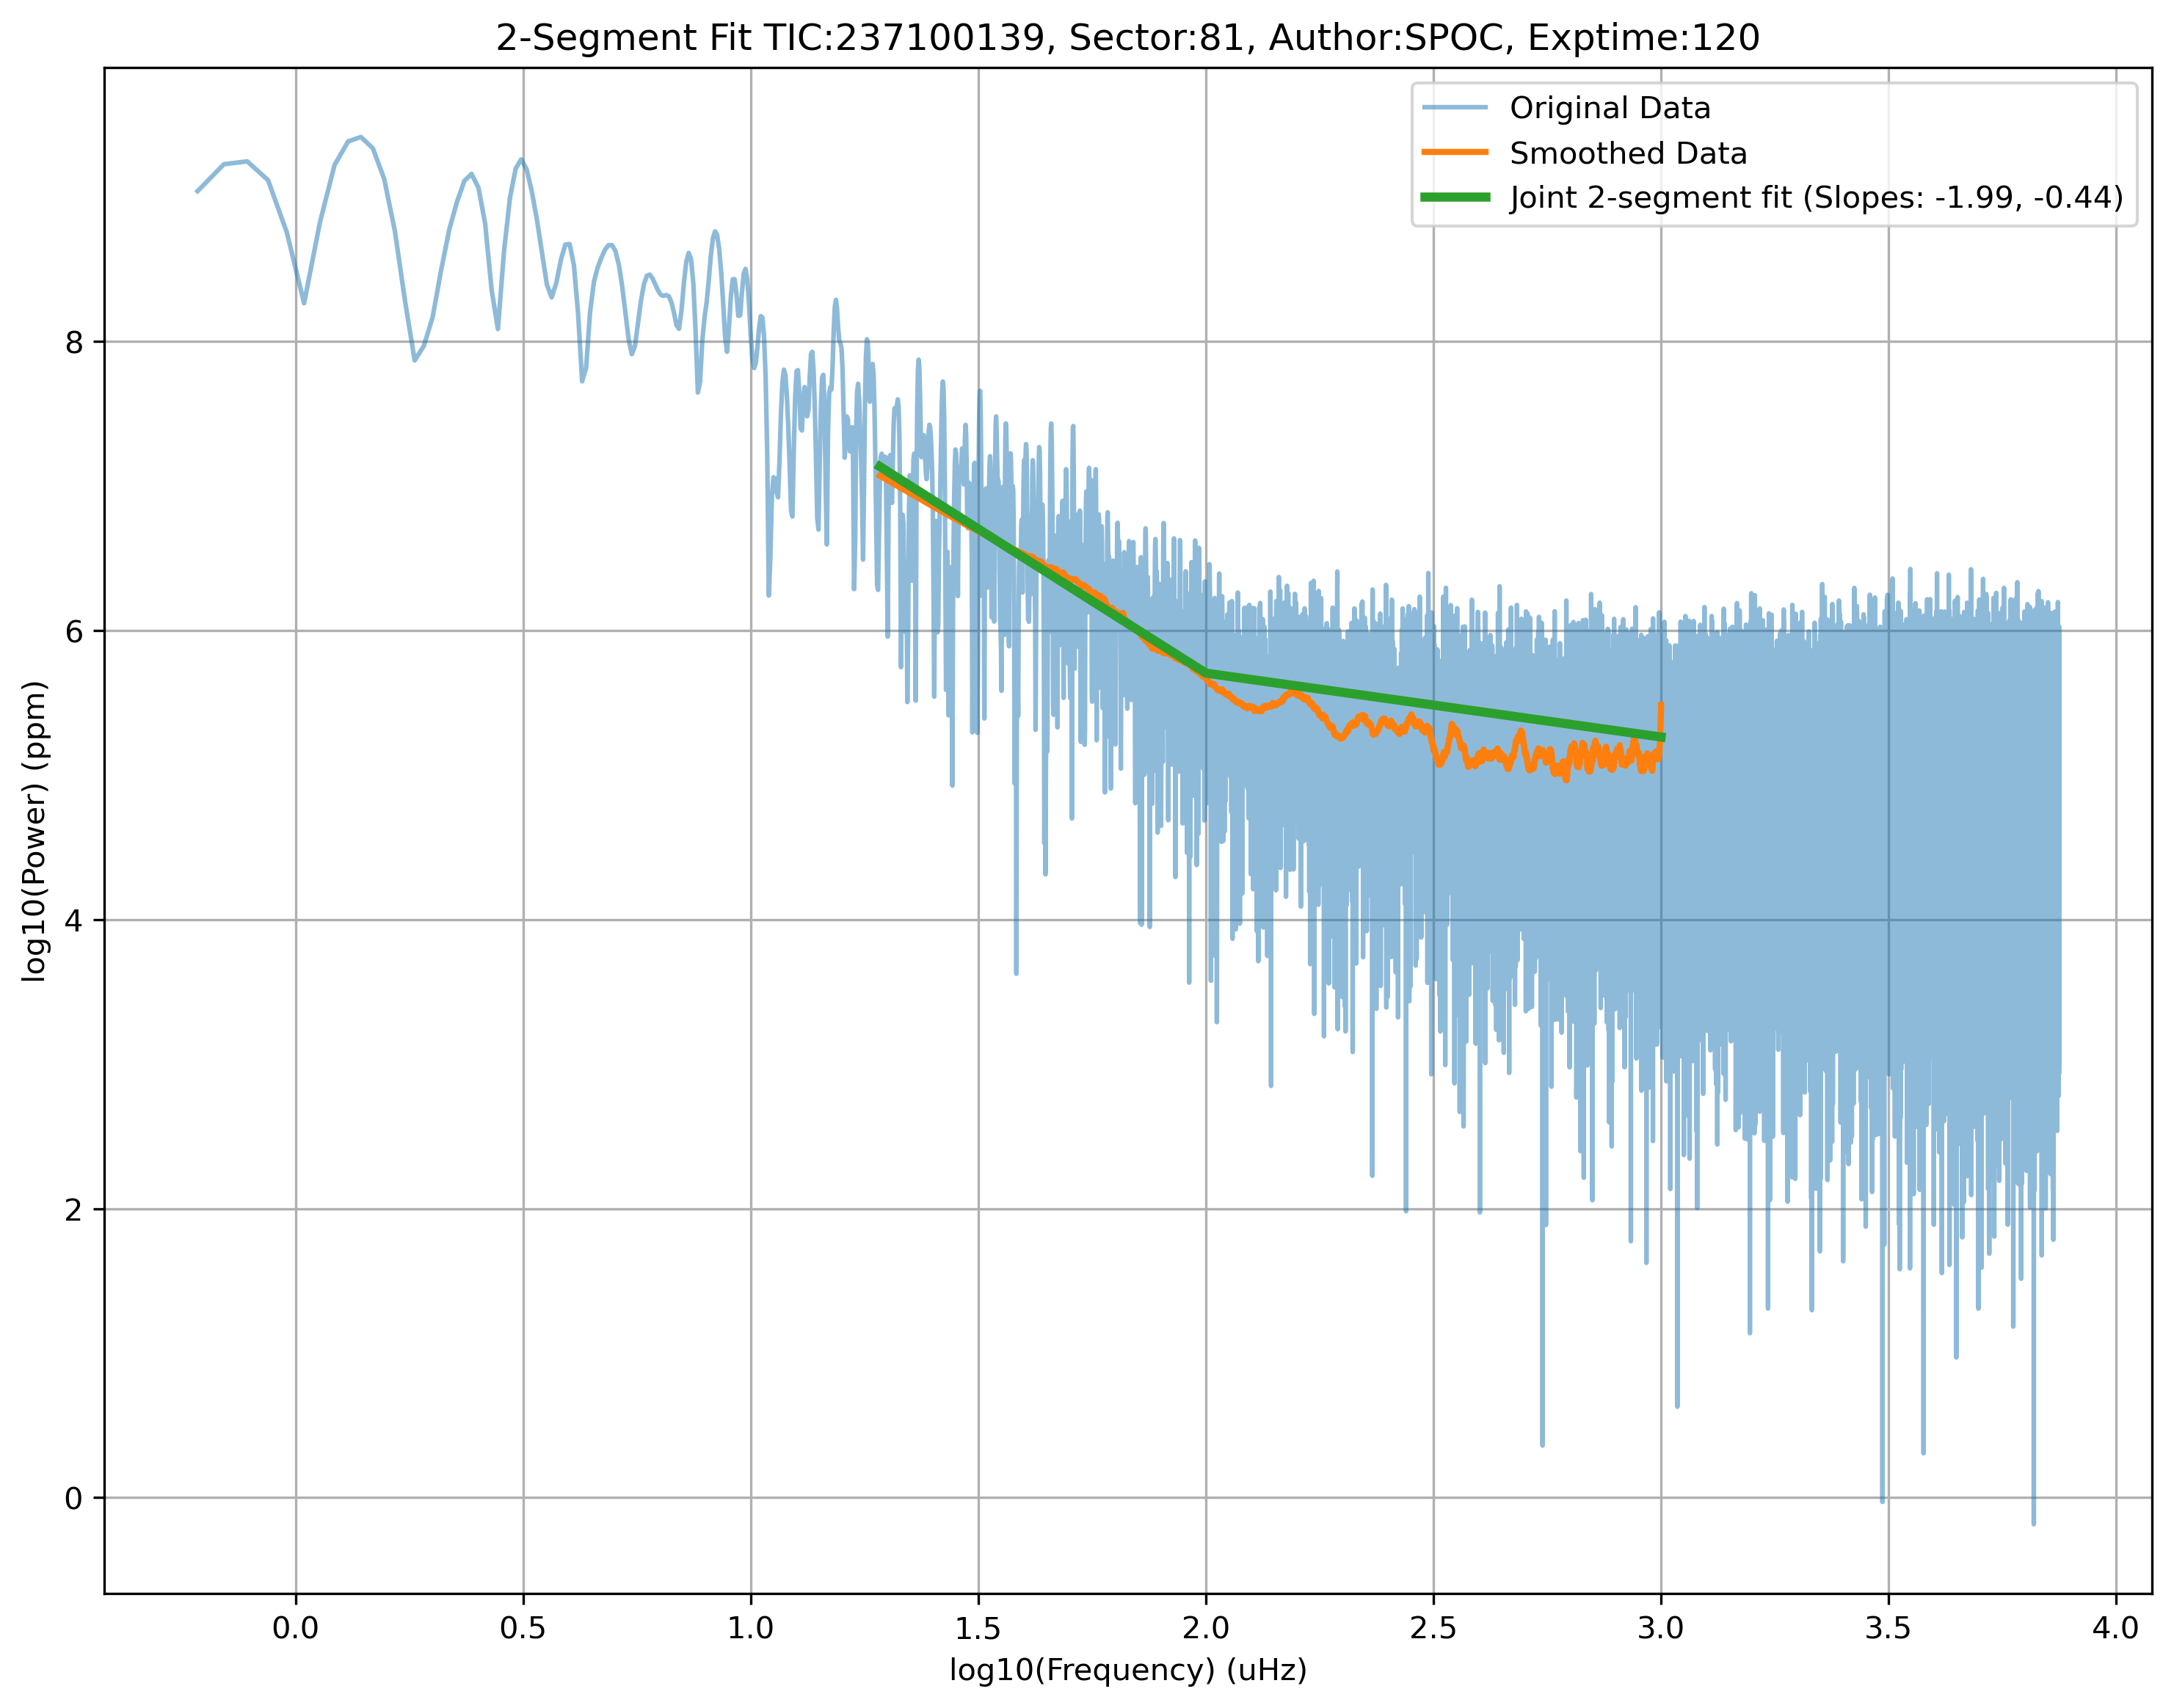 2-Segment Fit TIC:237100139, Sector:81, Author:SPOC, Exptime:120
Original Data
Smoothed Data
Joint 2-segment fit (Slopes: -1.99, -0.44)
log10(Power) (ppm)
8
6
4
2
0
0.0 0.5 1.0 1.5 2.0 2.5 3.0 3.5 4.0
log10(Frequency) (uHz)